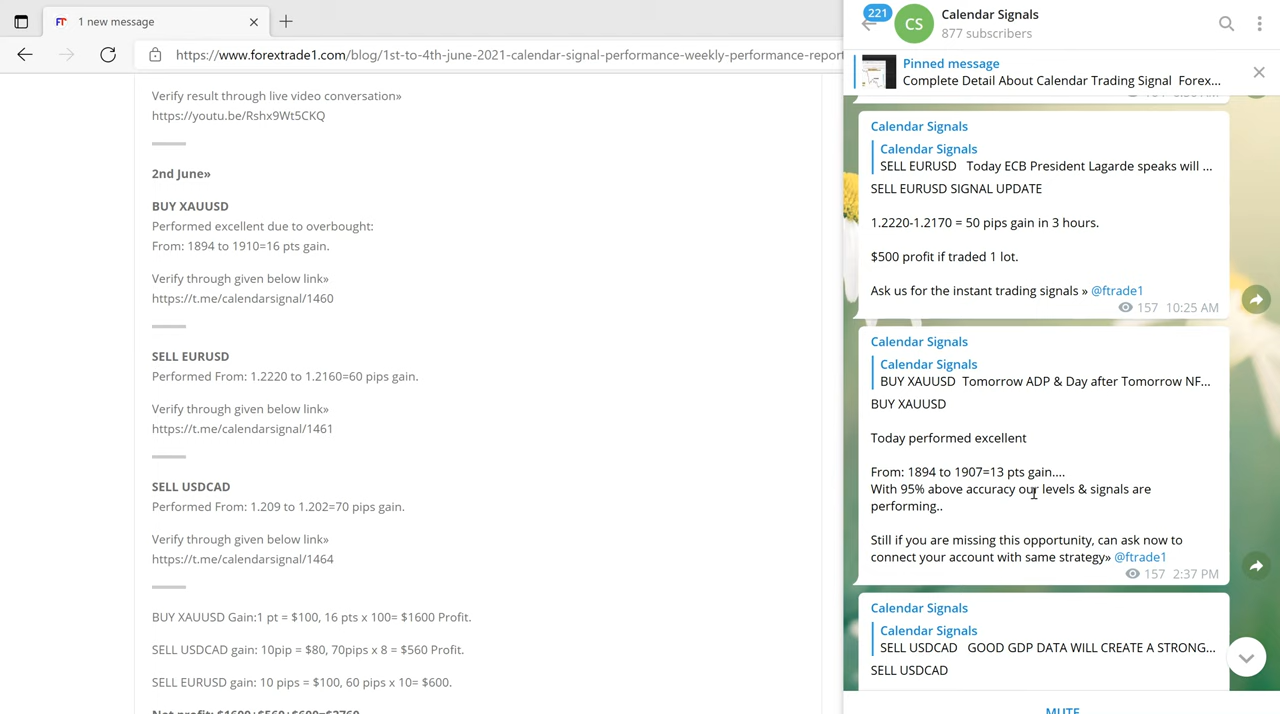 1 new message
https://www.forextrade1.com/blog/1st-to-4th-june-2021-calendar-signal-performance-weekly-performance-repor
Verify result through live video conversation»
https://youtu.be/Rshx9Wt5CKQ
2nd June»
BUY XAUUSD
Performed excellent due to overbought:
From: 1894 to 1910=16 pts gain.
Verify through given below link»
https://t.me/calendarsignal/1460
SELL EURUSD
Performed From: 1.2220 to 1.2160=60 pips gain.
Verify through given below link»
https://t.me/calendarsignal/1461
SELL USDCAD
Performed From: 1.209 to 1.202=70 pips gain.
Verify through given below link»
https://t.me/calendarsignal/1464
BUY XAUUSD Gain:1 pt = $100, 16 pts x 100= $1600 Profit.
SELL USDCAD gain: 10pip = $80, 70pips x 8 = $560 Profit.
SELL EURUSD gain: 10 pips = $100, 60 pips x 10= $600.
Net profit: $1600+$560+$600=$2760
221
CS
Calendar Signals
877 subscribers
Pinned message
Complete Detail About Calendar Trading Signal Forex...
Calendar Signals
Calendar Signals
SELL EURUSD Today ECB President Lagarde speaks will ...
SELL EURUSD SIGNAL UPDATE
1.2220-1.2170 = 50 pips gain in 3 hours.
$500 profit if traded 1 lot.
Ask us for the instant trading signals » @ftrade1
157 10:25 AM
Calendar Signals
Calendar Signals
BUY XAUUSD Tomorrow ADP & Day after Tomorrow NF...
BUY XAUUSD
Today performed excellent
From: 1894 to 1907=13 pts gain....
With 95% above accuracy our levels & signals are
performing..
Still if you are missing this opportunity, can ask now to
connect your account with same strategy» @ftrade1
157 2:37 PM
Calendar Signals
Calendar Signals
SELL USDCAD GOOD GDP DATA WILL CREATE A STRONG...
SELL USDCAD
MUTE